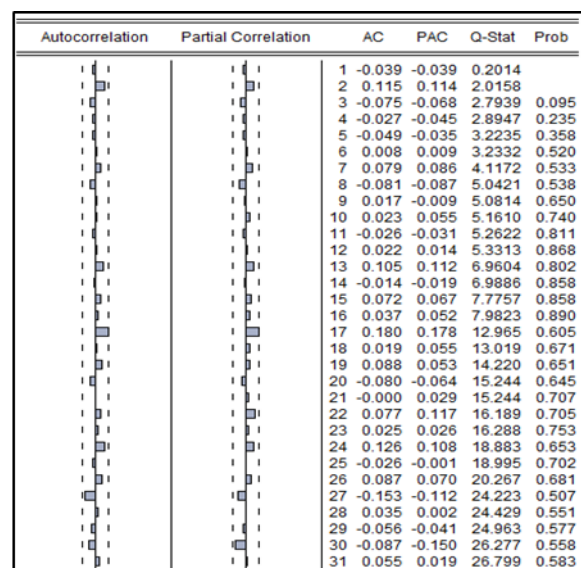 Autocorrelation Partial Correlation AC PAC Q-Stat Prob
1 -0.039 -0.039 0.2014
2 0.115 0.114 2.0158
3 -0.075 -0.068 2.7939 0.095
4 -0.027 -0.045 2.8947 0.235
5 -0.049 -0.035 3.2235 0.358
6 0.008 0.009 3.2332 0.520
7 0.079 0.086 4.1172 0.533
8 -0.081 -0.087 5.0421 0.538
9 0.017 -0.009 5.0814 0.650
10 0.023 0.055 5.1610 0.740
11 -0.026 -0.031 5.2622 0.811
12 0.022 0.014 5.3313 0.868
13 0.105 0.112 6.9604 0.802
14 -0.014 -0.019 6.9886 0.858
15 0.072 0.067 7.7757 0.858
16 0.037 0.052 7.9823 0.890
17 0.180 0.178 12.965 0.605
18 0.019 0.055 13.019 0.671
19 0.088 0.053 14.220 0.651
20 -0.080 -0.064 15.244 0.645
21 -0.000 0.029 15.244 0.707
22 0.077 0.117 16.189 0.705
23 0.025 0.026 16.288 0.753
24 0.126 0.108 18.883 0.653
25 -0.026 -0.001 18.995 0.702
26 0.087 0.070 20.267 0.681
27 -0.153 -0.112 24.223 0.507
28 0.035 0.002 24.429 0.551
29 -0.056 -0.041 24.963 0.577
30 -0.087 -0.150 26.277 0.558
31 0.055 0.019 26.799 0.583